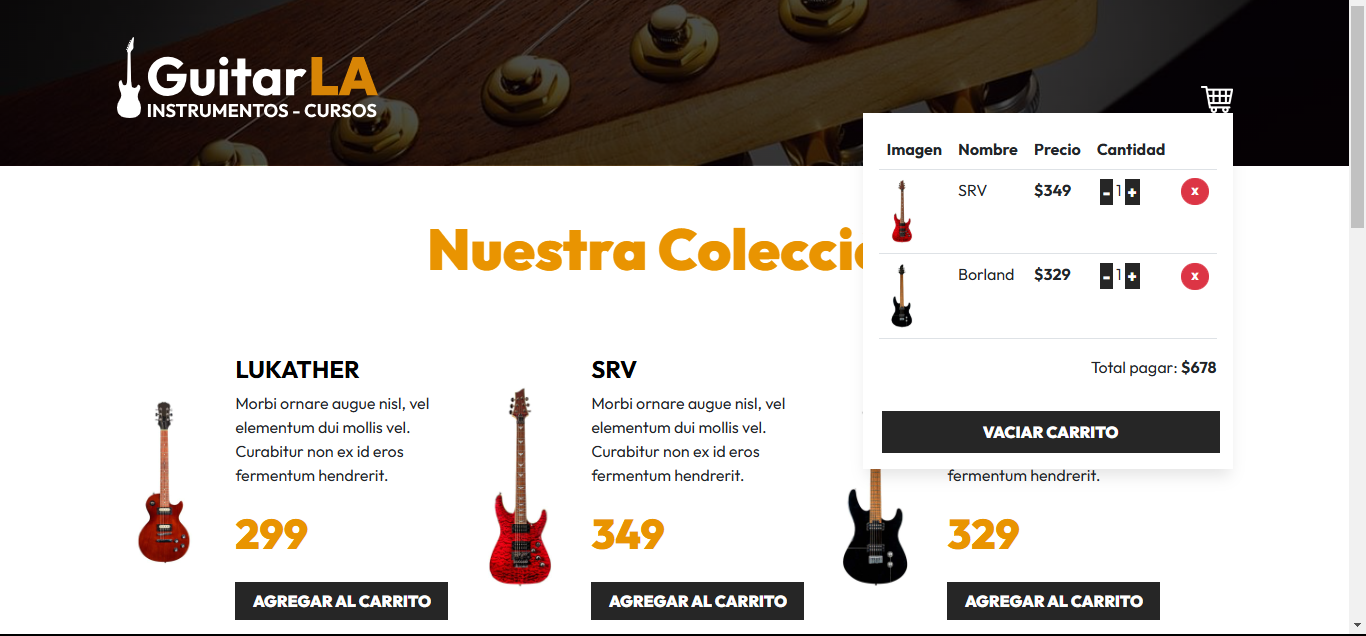 GuitarLA
INSTRUMENTOS - CURSOS
Imagen Nombre Precio Cantidad
SRV $349 - 1 + x
Borland $329 - 1 + x
Total pagar: $678
VACIAR CARRITO
Nuestra Colecci
LUKATHER
Morbi ornare augue nisl, vel
elementum dui mollis vel.
Curabitur non ex id eros
fermentum hendrerit.
299
AGREGAR AL CARRITO
SRV
Morbi ornare augue nisl, vel
elementum dui mollis vel.
Curabitur non ex id eros
fermentum hendrerit.
349
AGREGAR AL CARRITO
fermentum hendrerit.
329
AGREGAR AL CARRITO